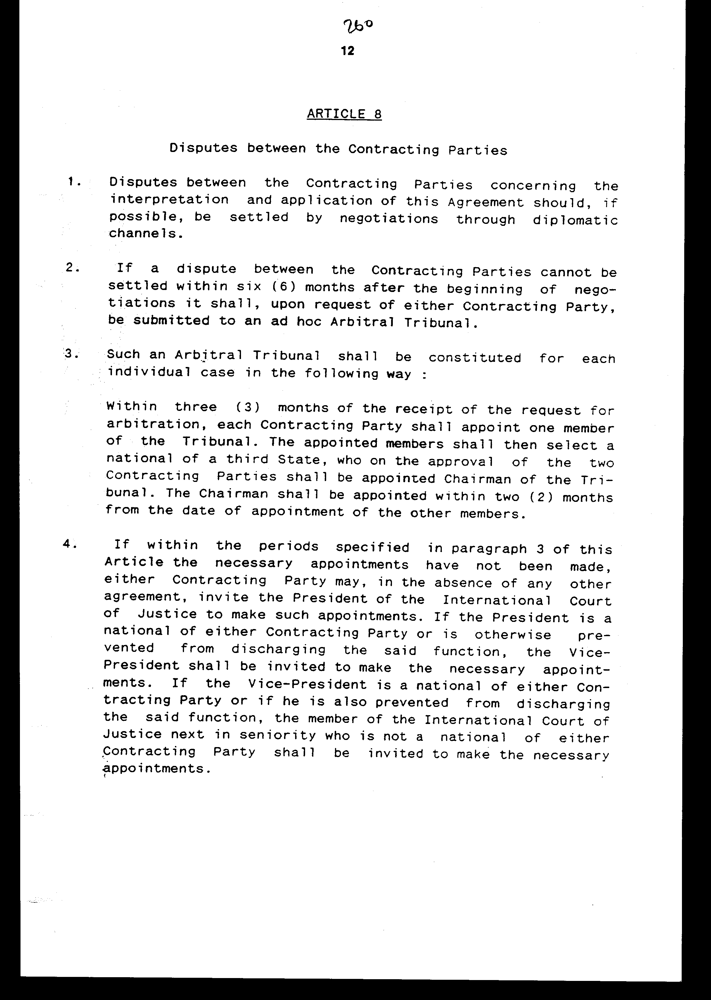 260
12
ARTICLE 8
Disputes between the Contracting Parties
1. Disputes between the Contracting Parties concerning the
interpretation and application of this Agreement should, if
possible, be settled by negotiations through diplomatic
channels.
2. If a dispute between the Contracting Parties cannot be
settled within six (6) months after the beginning of nego-
tiations it shall, upon request of either Contracting Party,
be submitted to an ad hoc Arbitral Tribunal.
3. Such an Arbitral Tribunal shall be constituted for each
individual case in the following way :
Within three (3) months of the receipt of the request for
arbitration, each Contracting Party shall appoint one member
of the Tribunal. The appointed members shall then select a
national of a third State, who on the approval of the two
Contracting Parties shall be appointed Chairman of the Tri-
bunal. The Chairman shall be appointed within two (2) months
from the date of appointment of the other members.
4. If within the periods specified in paragraph 3 of this
Article the necessary appointments have not been made,
either Contracting Party may, in the absence of any other
agreement, invite the President of the International Court
of Justice to make such appointments. If the President is a
national of either Contracting Party or is otherwise pre-
vented from discharging the said function, the Vice-
President shall be invited to make the necessary appoint-
ments. If the Vice-President is a national of either Con-
tracting Party or if he is also prevented from discharging
the said function, the member of the International Court of
Justice next in seniority who is not a national of either
Contracting Party shall be invited to make the necessary
appointments.